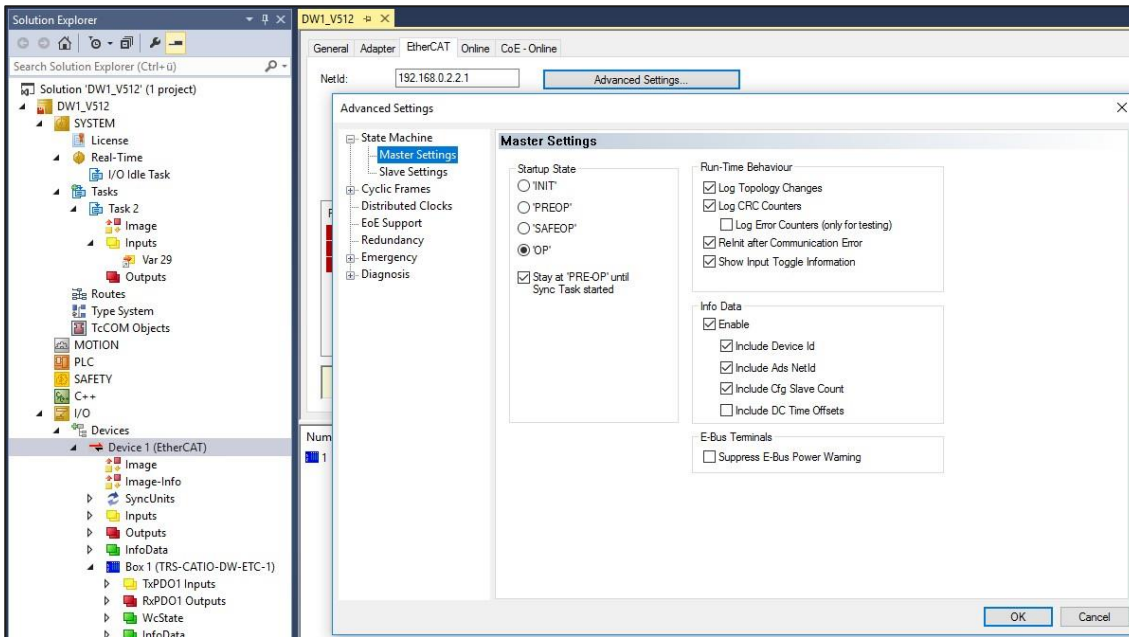 Solution Explorer
Search Solution Explorer (Ctrl+ü)
Solution 'DW1_V512' (1 project)
DW1_V512
SYSTEM
License
Real-Time
I/O Idle Task
Tasks
Task 2
Image
Inputs
Var 29
Outputs
Routes
Type System
TcCOM Objects
MOTION
PLC
SAFETY
C++
I/O
Devices
Device 1 (EtherCAT)
Image
Image-Info
SyncUnits
Inputs
Outputs
InfoData
Box 1 (TRS-CATIO-DW-ETC-1)
TxPDO1 Inputs
RxPDO1 Outputs
WcState
InfoData
DW1_V512
General Adapter EtherCAT Online CoE - Online
NetId: 192.168.0.2.2.1 Advanced Settings...
Num
1
Advanced Settings
State Machine
Master Settings
Slave Settings
Cyclic Frames
Distributed Clocks
EoE Support
Redundancy
Emergency
Diagnosis
Master Settings
Startup State
'INIT'
'PREOP'
'SAFEOP'
'OP'
Stay at 'PRE-OP' until
Sync Task started
Run-Time Behaviour
Log Topology Changes
Log CRC Counters
Log Error Counters (only for testing)
ReInit after Communication Error
Show Input Toggle Information
Info Data
Enable
Include Device Id
Include Ads NetId
Include Cfg Slave Count
Include DC Time Offsets
E-Bus Terminals
Suppress E-Bus Power Warning
OK Cancel